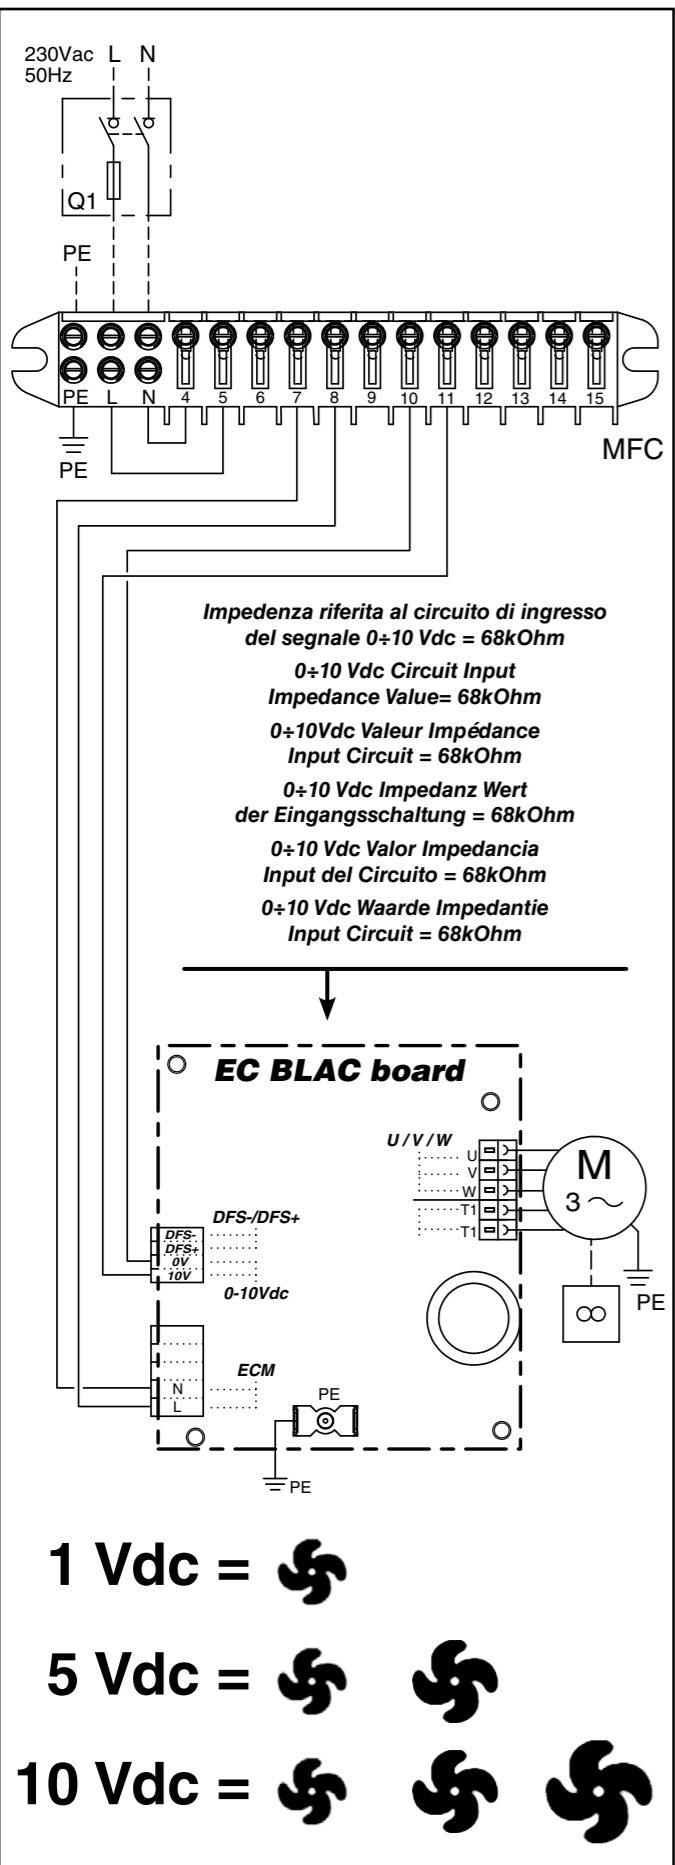 230Vac L N
50Hz
Q1
PE
PE L N 4 5 6 7 8 9 10 11 12 13 14 15
MFC
PE
Impedenza riferita al circuito di ingresso
del segnale 0÷10 Vdc = 68kOhm
0÷10 Vdc Circuit Input
Impedance Value= 68kOhm
0÷10Vdc Valeur Impédance
Input Circuit = 68kOhm
0÷10 Vdc Impedanz Wert
der Eingangsschaltung = 68kOhm
0÷10 Vdc Valor Impedancia
Input del Circuito = 68kOhm
0÷10 Vdc Waarde Impedantie
Input Circuit = 68kOhm
EC BLAC board
U / V / W
U
V
W
T1
T1
M
3 ~
PE
DFS-/DFS+
DFS-
DFS+
0V
10V
0-10Vdc
ECM
N
L
PE
PE
1 Vdc =
5 Vdc =
10 Vdc =